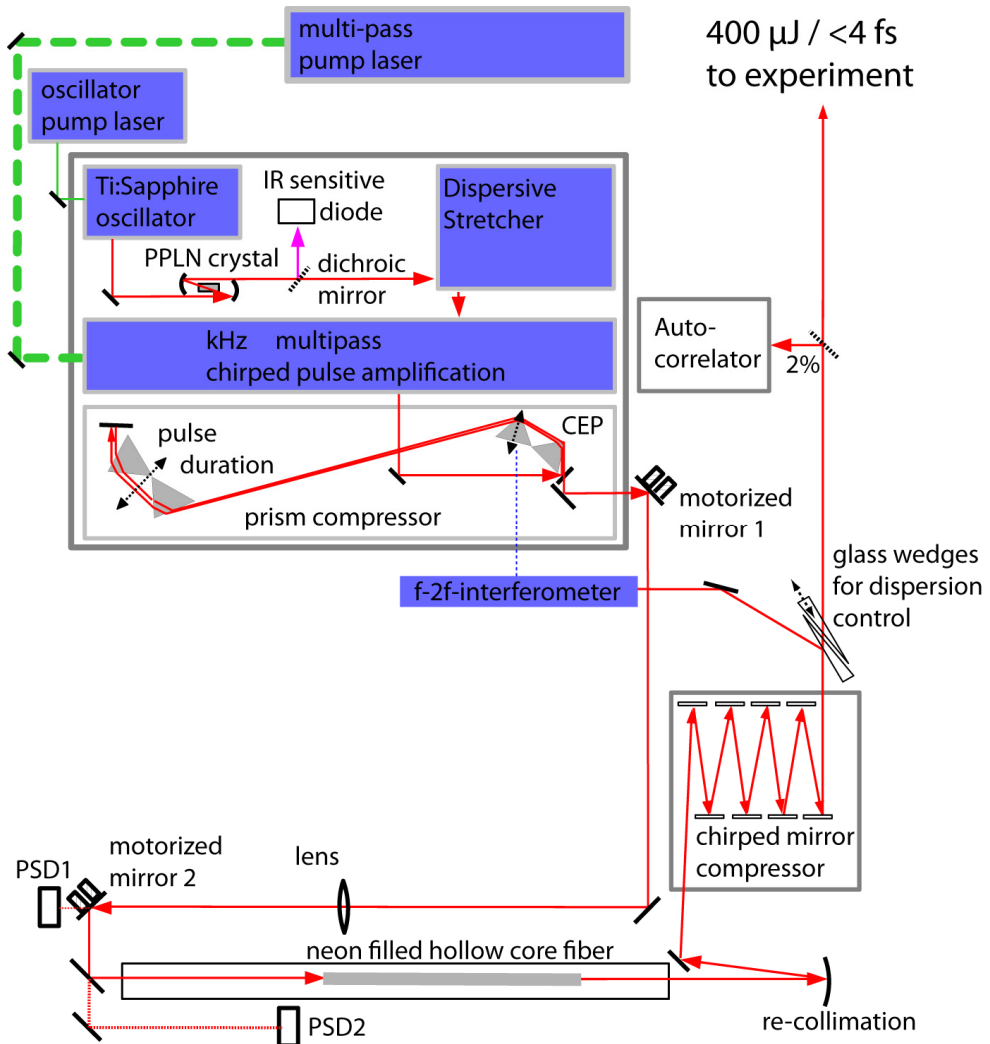 multi-pass
pump laser
400 µJ / <4 fs
to experiment
oscillator
pump laser
Ti:Sapphire
oscillator
IR sensitive
diode
Dispersive
Stretcher
PPLN crystal
dichroic
mirror
kHz multipass
chirped pulse amplification
Auto-
correlator
2%
pulse
duration
CEP
prism compressor
motorized
mirror 1
f-2f-interferometer
glass wedges
for dispersion
control
chirped mirror
compressor
PSD1
motorized
mirror 2
lens
neon filled hollow core fiber
PSD2
re-collimation